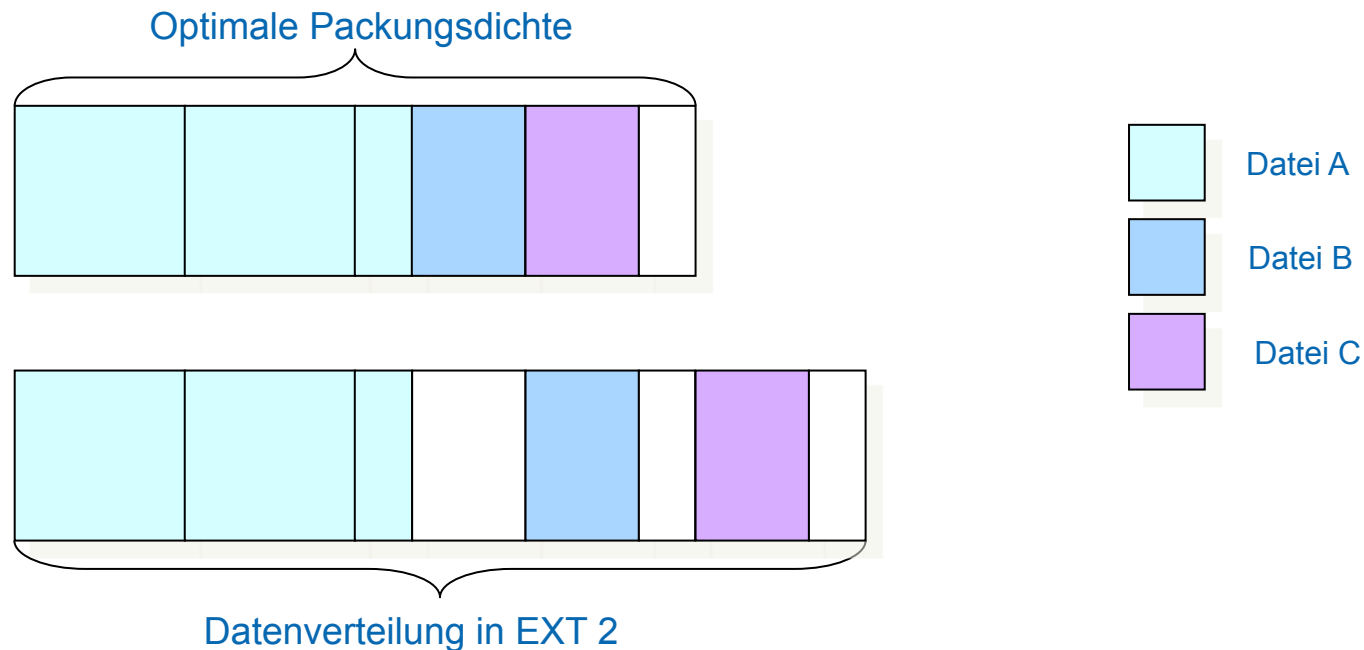 Optimale Packungsdichte
Datei A
Datei B
Datei C
Datenverteilung in EXT 2